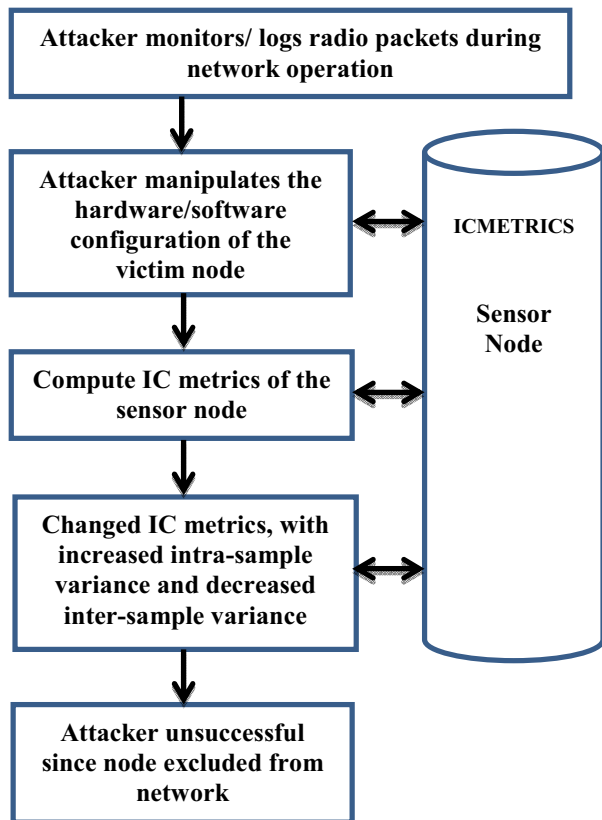 Attacker monitors/ logs radio packets during
network operation
Attacker manipulates the
hardware/software
configuration of the
victim node
ICMETRICS
Sensor
Node
Compute IC metrics of the
sensor node
Changed IC metrics, with
increased intra-sample
variance and decreased
inter-sample variance
Attacker unsuccessful
since node excluded from
network